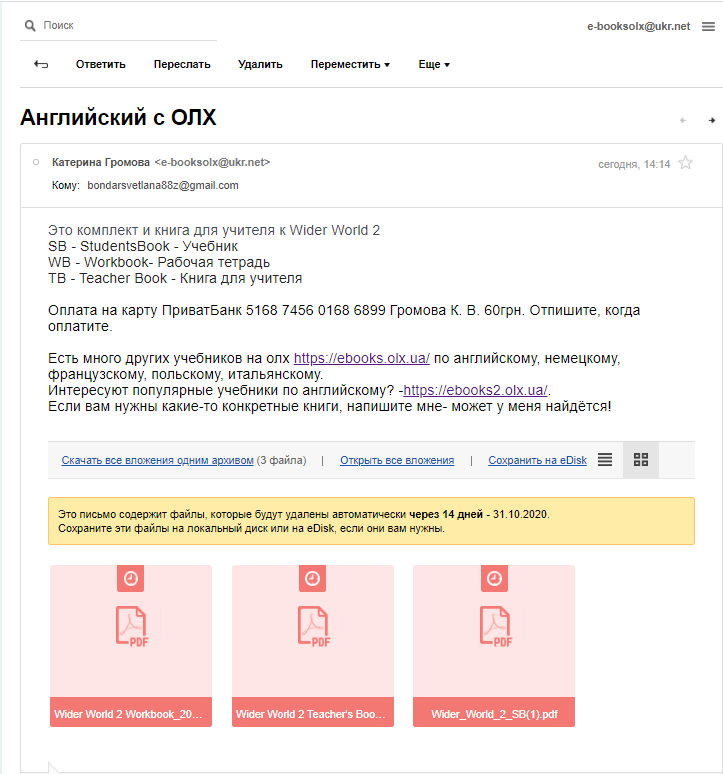 Поиск
e-booksolx@ukr.net
Ответить Переслать Удалить Переместить Еще
Английский с ОЛХ
Катерина Громова <e-booksolx@ukr.net>
сегодня, 14:14
Кому: bondarsvetlana88z@gmail.com
Это комплект и книга для учителя к Wider World 2
SB - StudentsBook - Учебник
WB - Workbook- Рабочая тетрадь
TB - Teacher Book - Книга для учителя
Оплата на карту ПриватБанк 5168 7456 0168 6899 Громова К. В. 60грн. Отпишите, когда
оплатите.
Есть много других учебников на олх https://ebooks.olx.ua/ по английскому, немецкому,
французскому, польскому, итальянскому.
Интересуют популярные учебники по английскому? -https://ebooks2.olx.ua/.
Если вам нужны какие-то конкретные книги, напишите мне- может у меня найдётся!
Скачать все вложения одним архивом (3 файла) | Открыть все вложения | Сохранить на eDisk
Это письмо содержит файлы, которые будут удалены автоматически через 14 дней - 31.10.2020.
Сохраните эти файлы на локальный диск или на eDisk, если они вам нужны.
PDF PDF PDF
Wider World 2 Workbook_20... Wider World 2 Teacher's Boo... Wider_World_2_SB(1).pdf